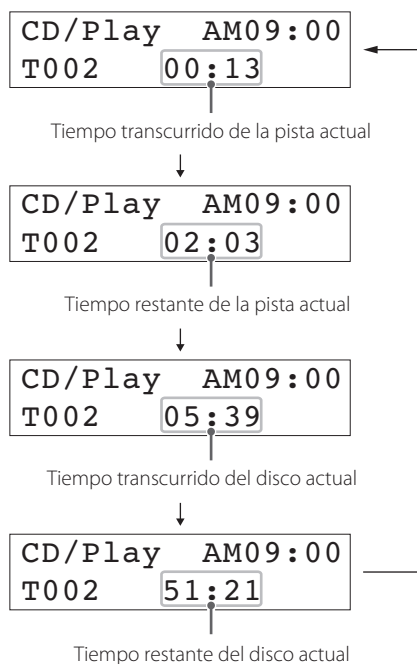 CD/Play AM09:00
T002 00:13
Tiempo transcurrido de la pista actual
CD/Play AM09:00
T002 02:03
Tiempo restante de la pista actual
CD/Play AM09:00
T002 05:39
Tiempo transcurrido del disco actual
CD/Play AM09:00
T002 51:21
Tiempo restante del disco actual